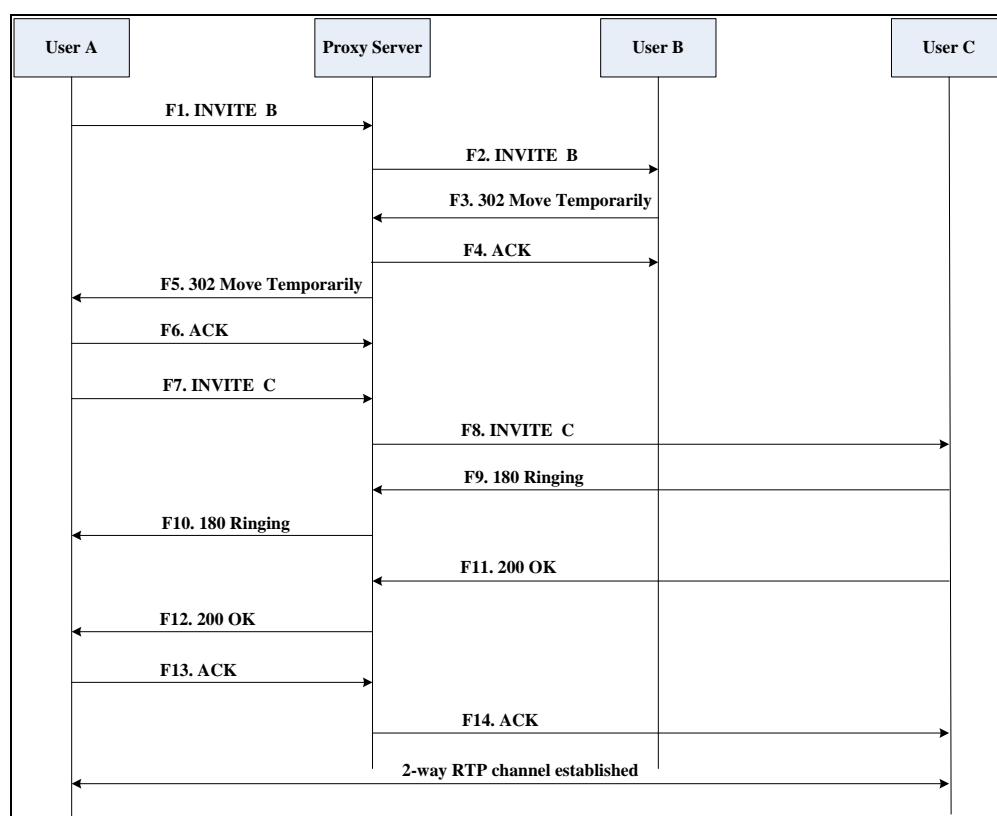 User A
Proxy Server
User B
User C
F1. INVITE B
F2. INVITE B
F3. 302 Move Temporarily
F4. ACK
F5. 302 Move Temporarily
F6. ACK
F7. INVITE C
F8. INVITE C
F9. 180 Ringing
F10. 180 Ringing
F11. 200 OK
F12. 200 OK
F13. ACK
F14. ACK
2-way RTP channel established